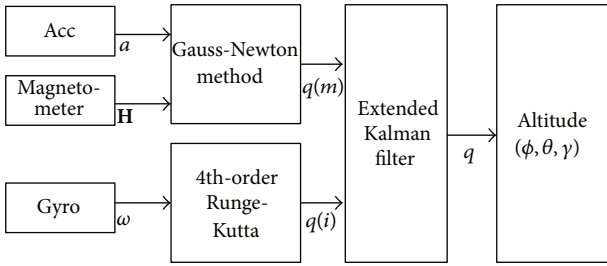 Acc
a
Magneto-
meter
H
Gauss-Newton
method
q(m)
Gyro
ω
4th-order
Runge-
Kutta
q(i)
Extended
Kalman
filter
q
Altitude
(ϕ, θ, γ)